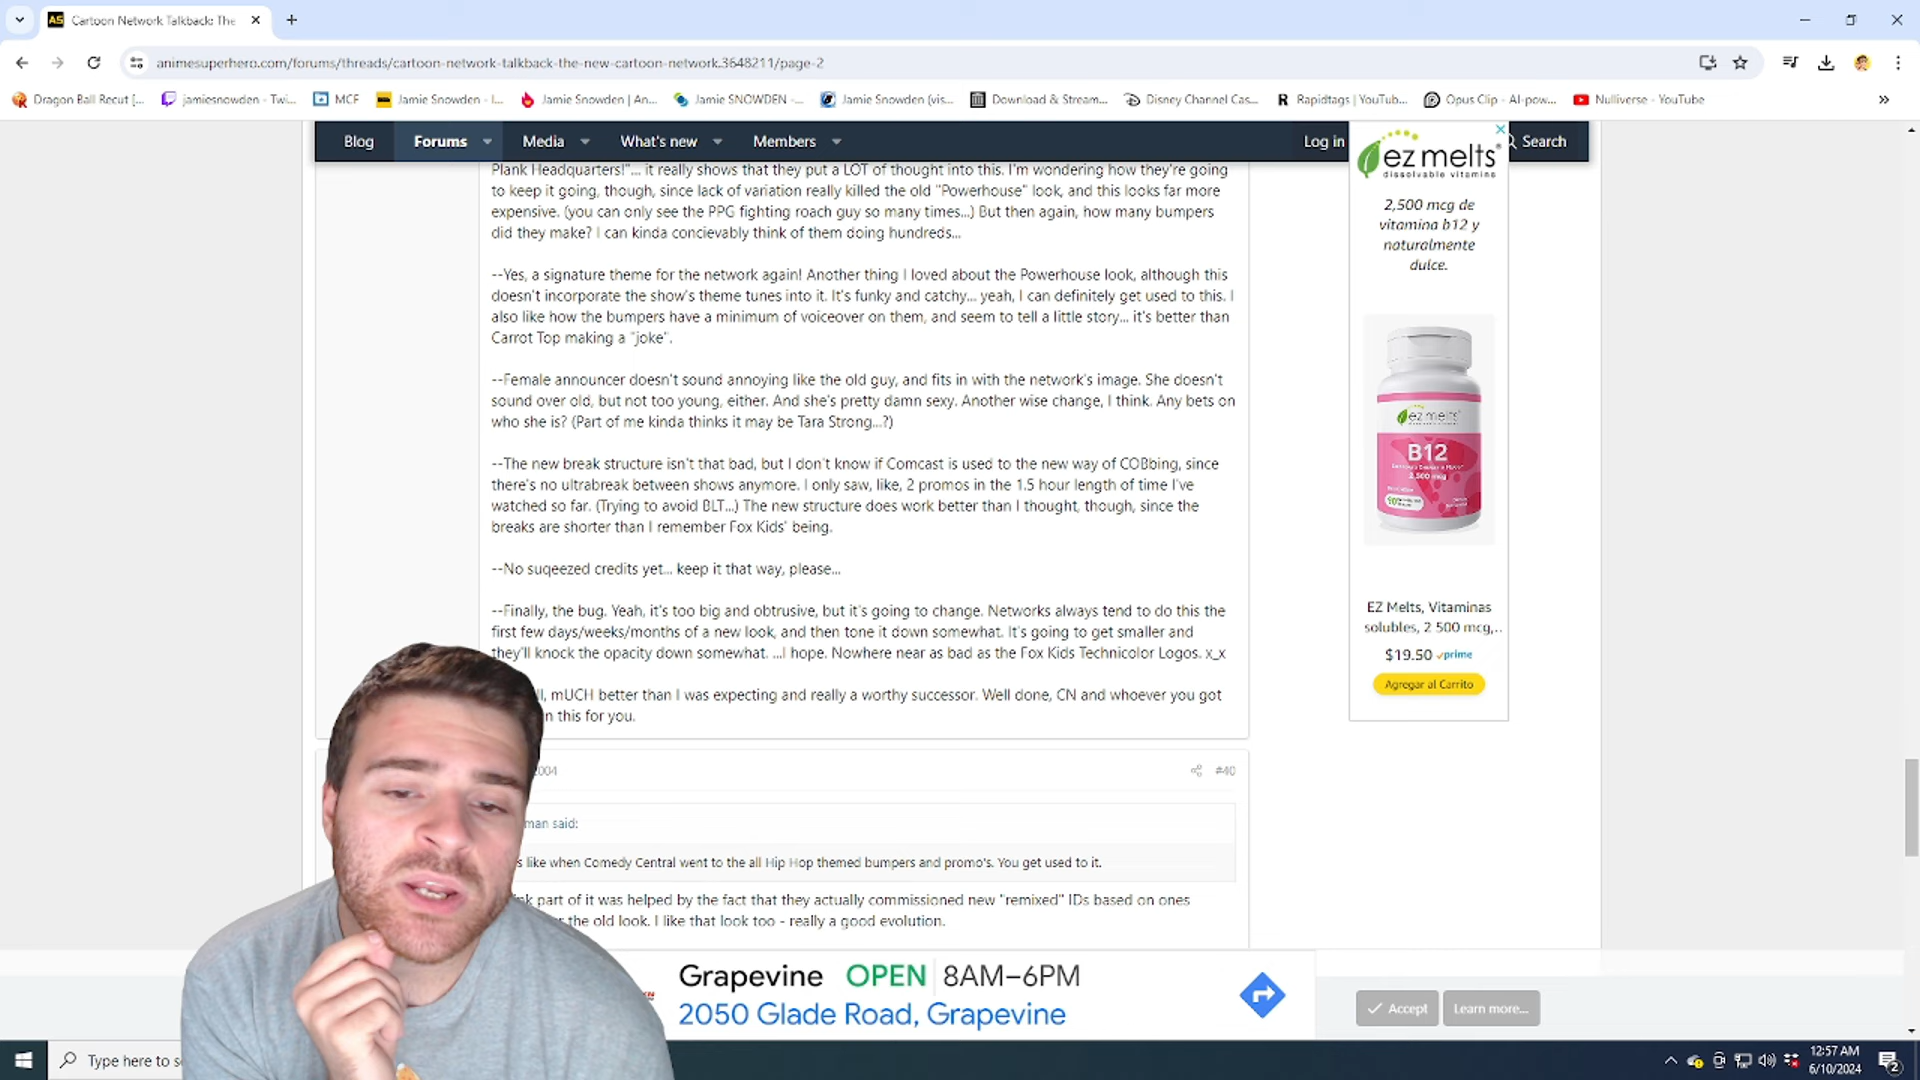 AS Cartoon Network Talkback: The
animesuperhero.com/forums/threads/cartoon-network-talkback-the-new-cartoon-network.3648211/page-2
Dragon Ball Recut [... jamiesnowden - Twi... MCF Jamie Snowden - I... Jamie Snowden | An... Jamie SNOWDEN -... Jamie Snowden (vis... Download & Stream... Disney Channel Cas... Rapidtags | YouTub... Opus Clip - AI-pow... Nulliverse - YouTube
Blog Forums Media What's new Members Log in Search
Plank Headquarters!"... it really shows that they put a LOT of thought into this. I'm wondering how they're going
to keep it going, though, since lack of variation really killed the old "Powerhouse" look, and this looks far more
expensive. (you can only see the PPG fighting roach guy so many times...) But then again, how many bumpers
did they make? I can kinda concievably think of them doing hundreds...
--Yes, a signature theme for the network again! Another thing I loved about the Powerhouse look, although this
doesn't incorporate the show's theme tunes into it. It's funky and catchy... yeah, I can definitely get used to this. I
also like how the bumpers have a minimum of voiceover on them, and seem to tell a little story... it's better than
Carrot Top making a "joke".
--Female announcer doesn't sound annoying like the old guy, and fits in with the network's image. She doesn't
sound over old, but not too young, either. And she's pretty damn sexy. Another wise change, I think. Any bets on
who she is? (Part of me kinda thinks it may be Tara Strong...?)
--The new break structure isn't that bad, but I don't know if Comcast is used to the new way of COBbing, since
there's no ultrabreak between shows anymore. I only saw, like, 2 promos in the 1.5 hour length of time I've
watched so far. (Trying to avoid BLT...) The new structure does work better than I thought, though, since the
breaks are shorter than I remember Fox Kids' being.
--No suqeezed credits yet... keep it that way, please...
--Finally, the bug. Yeah, it's too big and obtrusive, but it's going to change. Networks always tend to do this the
first few days/weeks/months of a new look, and then tone it down somewhat. It's going to get smaller and
they'll knock the opacity down somewhat. ...I hope. Nowhere near as bad as the Fox Kids Technicolor Logos. x_x
mUCH better than I was expecting and really a worthy successor. Well done, CN and whoever you got
this for you.
2004 #40
man said:
like when Comedy Central went to the all Hip Hop themed bumpers and promo's. You get used to it.
part of it was helped by the fact that they actually commissioned new "remixed" IDs based on ones
the old look. I like that look too - really a good evolution.
ez melts
dissolvable vitamins
2,500 mcg de
vitamina b12 y
naturalmente
dulce.
ez melts
B12
2,500 mcg
EZ Melts, Vitaminas
solubles, 2 500 mcg,..
$19.50 prime
Agregar al Carrito
Grapevine OPEN 8AM–6PM
2050 Glade Road, Grapevine
Accept Learn more...
Type here to
12:57 AM
6/10/2024
2